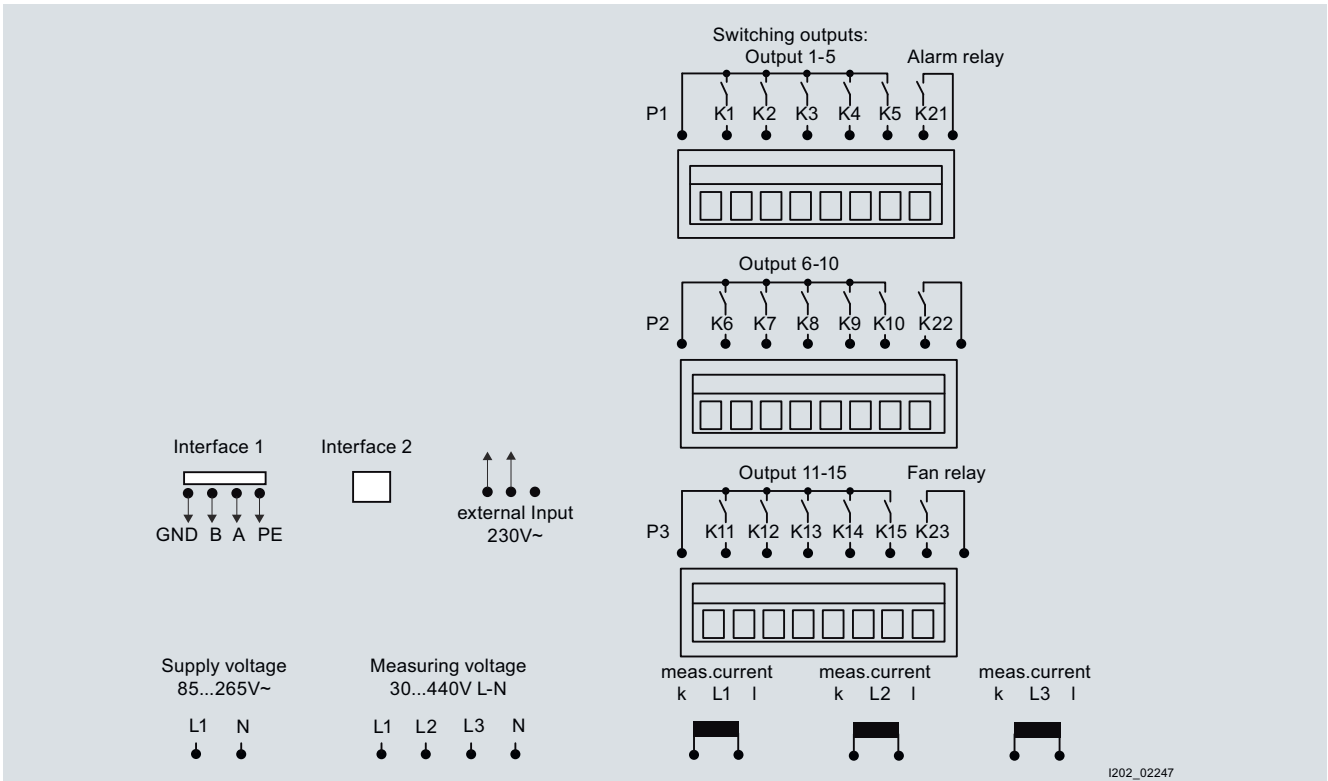 Switching outputs:
Output 1-5
Alarm relay
P1 K1 K2 K3 K4 K5 K21
Output 6-10
P2 K6 K7 K8 K9 K10 K22
Interface 1
Interface 2
external Input
230V~
GND B A PE
Output 11-15
Fan relay
P3 K11 K12 K13 K14 K15 K23
Supply voltage
85...265V~
L1 N
Measuring voltage
30...440V L-N
L1 L2 L3 N
meas.current
k L1 l
meas.current
k L2 l
meas.current
k L3 l
I202_02247